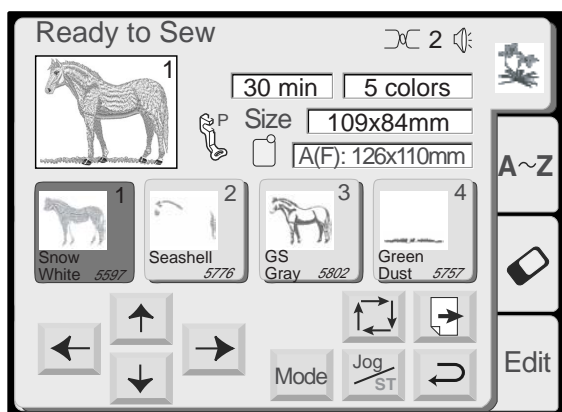 Ready to Sew
2
1
30 min
5 colors
P
Size
109x84mm
A(F): 126x110mm
A~Z
1
Snow
White 5597
2
Seashell
5776
3
GS
Gray 5802
4
Green
Dust 5757
Mode
Jog
ST
Edit